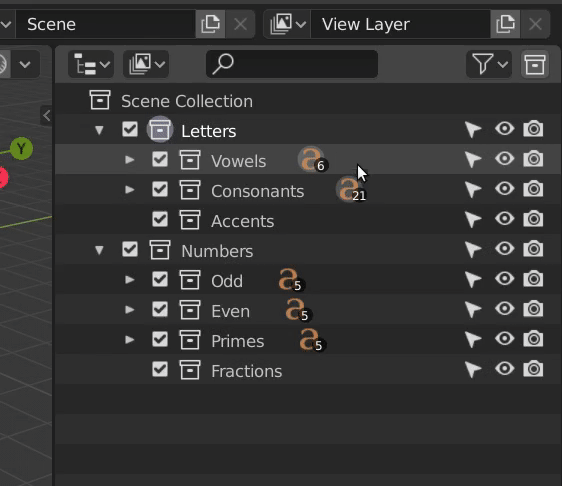 Scene View Layer
Scene Collection
Letters
Vowels 6
Consonants 21
Accents
Y
Numbers
Odd 5
Even 5
Primes 5
Fractions